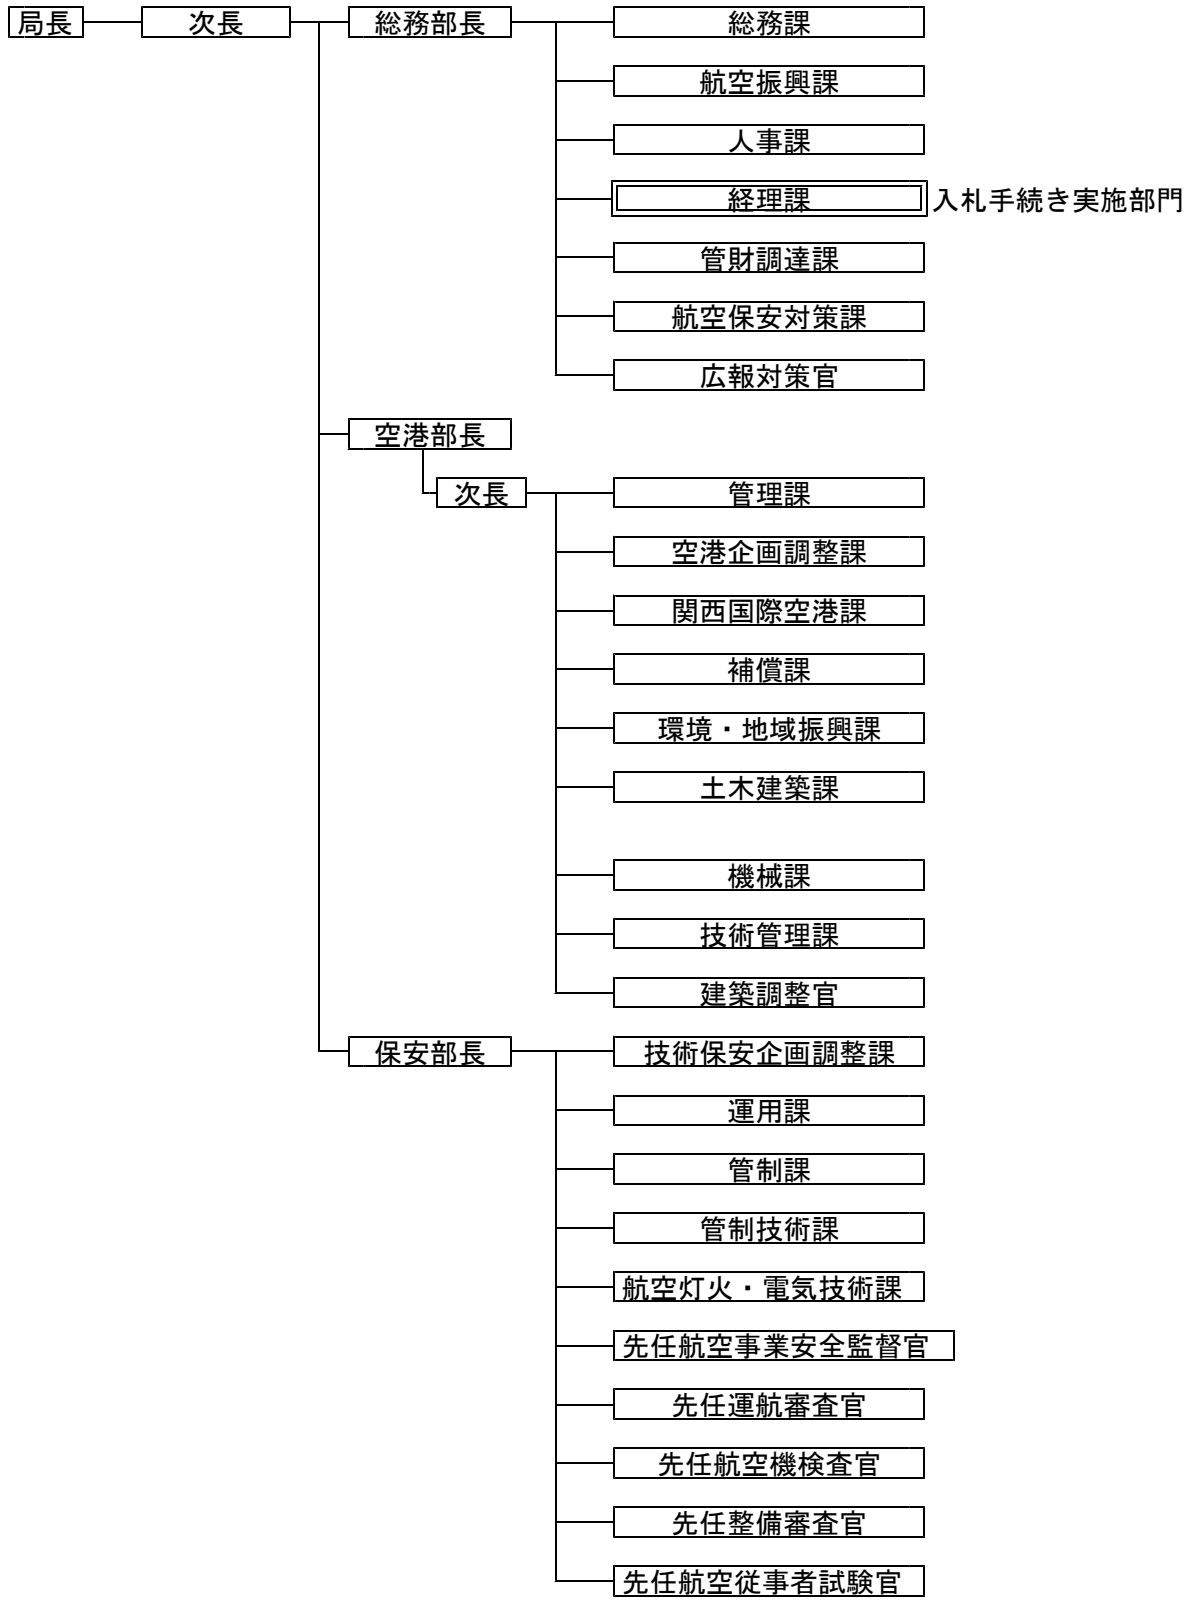 局長 次長 総務部長 総務課
航空振興課
人事課
経理課 入札手続き実施部門
管財調達課
航空保安対策課
広報対策官
空港部長
次長 管理課
空港企画調整課
関西国際空港課
補償課
環境・地域振興課
土木建築課
機械課
技術管理課
建築調整官
保安部長 技術保安企画調整課
運用課
管制課
管制技術課
航空灯火・電気技術課
先任航空事業安全監督官
先任運航審査官
先任航空機検査官
先任整備審査官
先任航空従事者試験官